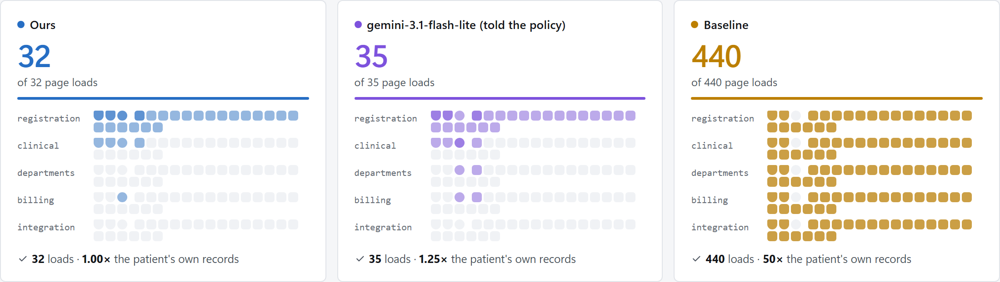 Ours
32
of 32 page loads
registration
clinical
departments
billing
integration
✓ 32 loads · 1.00× the patient's own records
gemini-3.1-flash-lite (told the policy)
35
of 35 page loads
registration
clinical
departments
billing
integration
✓ 35 loads · 1.25× the patient's own records
Baseline
440
of 440 page loads
registration
clinical
departments
billing
integration
✓ 440 loads · 50× the patient's own records